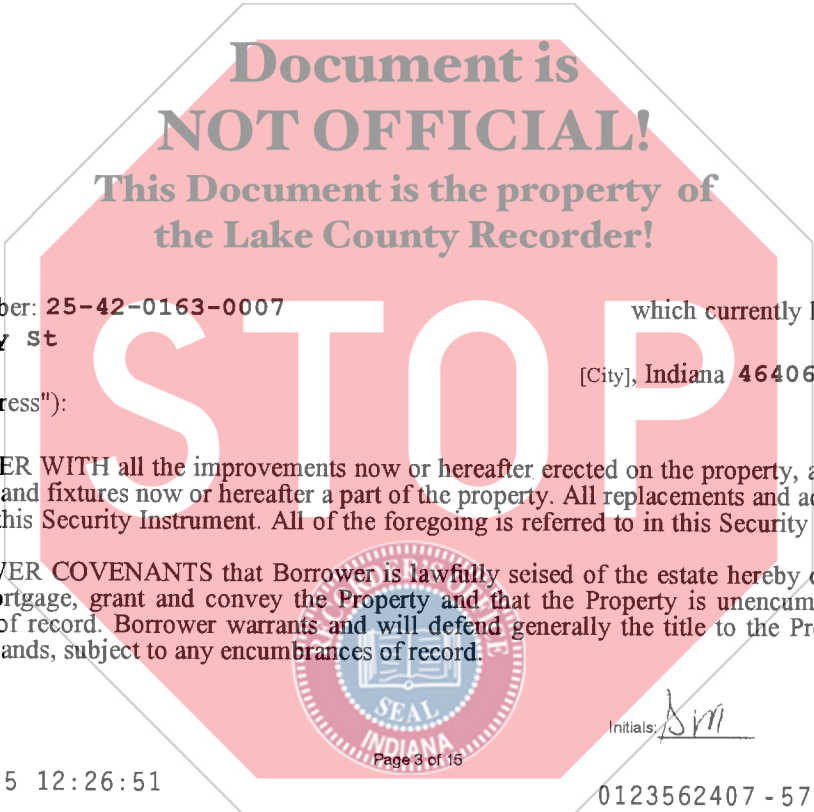 Document is
NOT OFFICIAL!
This Document is the property of
the Lake County Recorder!
ber: 25-42-0163-0007 which currently
St
[City], Indiana 46406
ress"):
STOP
ER WITH all the improvements now or hereafter erected on the property, a
and fixtures now or hereafter a part of the property. All replacements and ad
this Security Instrument. All of the foregoing is referred to in this Security
VER COVENANTS that Borrower is lawfully seised of the estate hereby
ortgage, grant and convey the Property and that the Property is unencum
of record. Borrower warrants and will defend generally the title to the Pro
ands, subject to any encumbrances of record.
SEAL
INDIANA
Initials:
Page 3 of 15
5 12:26:51
0123562407-57